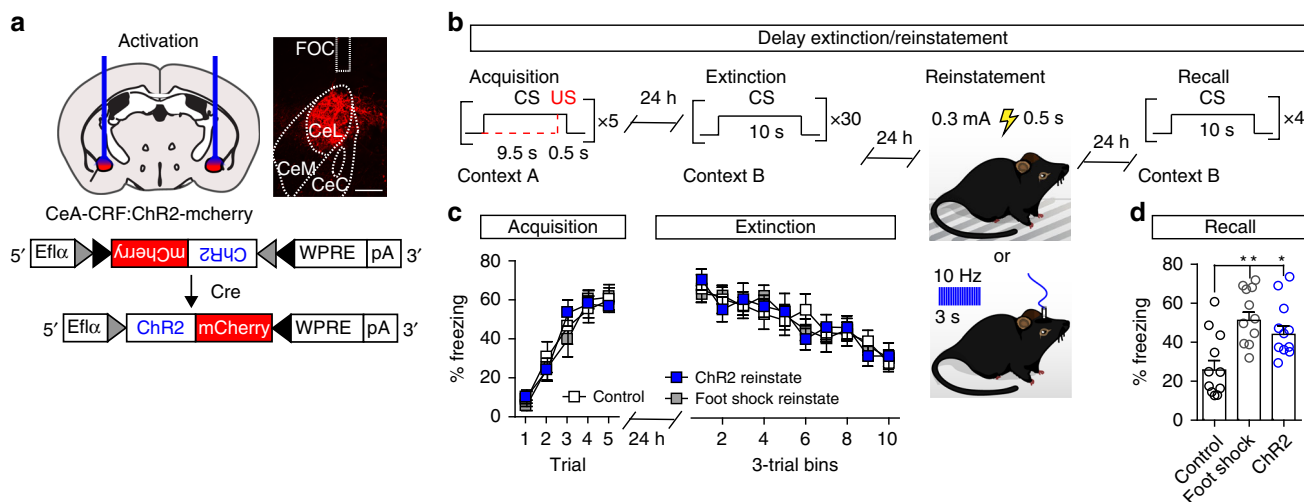 a
Activation
FOC
CeL
CeM
CeC
CeA-CRF:ChR2-mcherry
5′ EfIα mCherry ChR2 WPRE pA 3′
Cre
5′ EfIα ChR2 mCherry WPRE pA 3′
b
Delay extinction/reinstatement
Acquisition
CS US
×5
9.5 s 0.5 s
Context A
24 h
Extinction
CS
×30
10 s
Context B
24 h
Reinstatement
0.3 mA 0.5 s
or
10 Hz
3 s
24 h
Recall
CS
×4
10 s
Context B
c
Acquisition
Extinction
% freezing
80
60
40
20
0
Control
ChR2 reinstate
Foot shock reinstate
1 2 3 4 5
24 h
2 4 6 8 10
Trial
3-trial bins
d
Recall
** *
% freezing
80
60
40
20
0
Control
Foot shock
ChR2